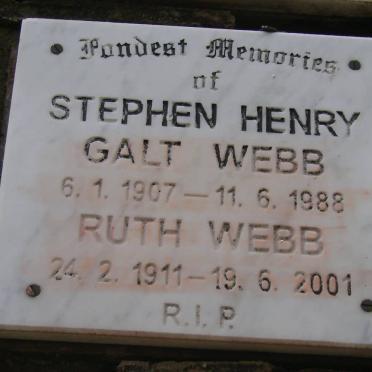 Fondest Memories
of
STEPHEN HENRY
GALT WEBB
6. 1. 1907 — 11. 6. 1988
RUTH WEBB
24. 2. 1911 — 19. 6. 2001
R.I.P.